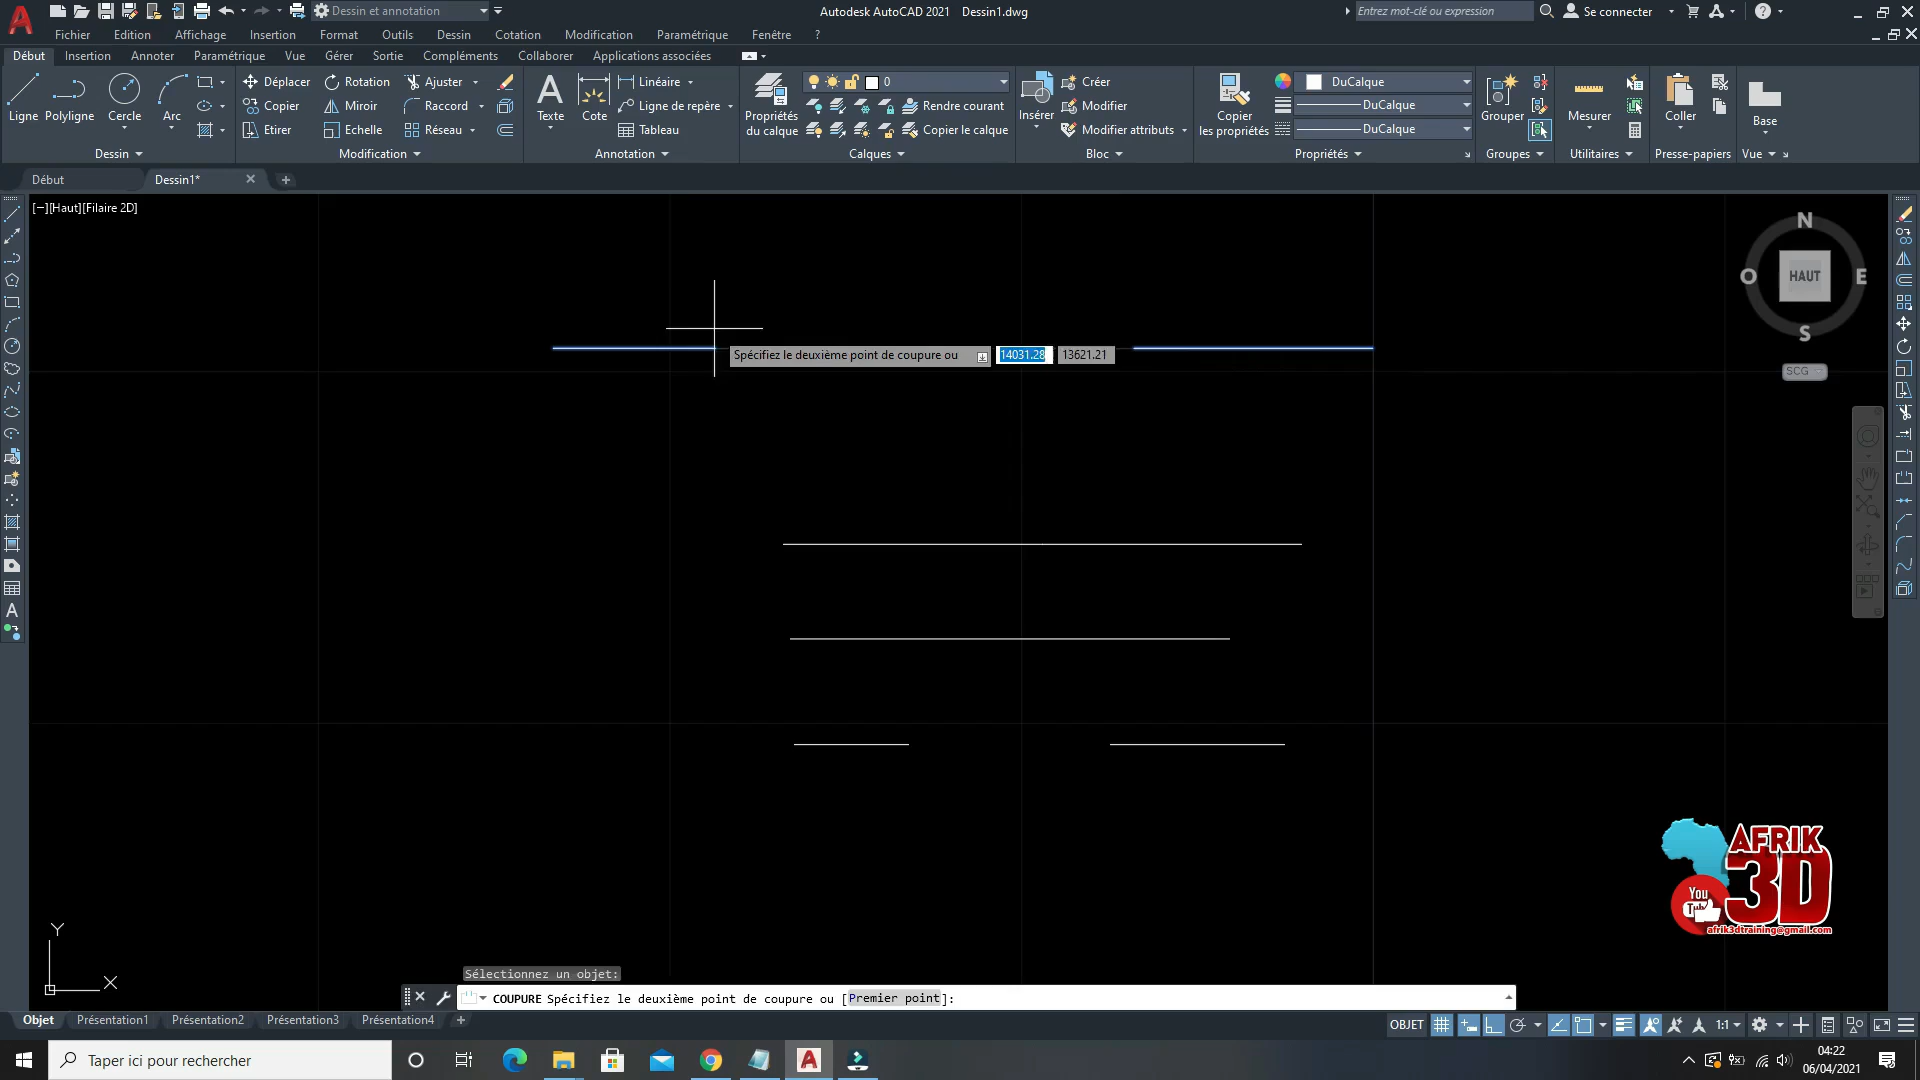 Dessin et annotation
Autodesk AutoCAD 2021 Dessin1.dwg
Entrez mot-clé ou expression
Se connecter
Fichier Edition Affichage Insertion Format Outils Dessin Cotation Modification Paramétrique Fenêtre ?
Début Insertion Annoter Paramétrique Vue Gérer Sortie Compléments Collaborer Applications associées
Ligne Polyligne Cercle Arc
Déplacer Rotation Ajuster
Copier Miroir Raccord
Etirer Echelle Réseau
Texte Cote
Linéaire
Ligne de repère
Tableau
Propriétés du calque
0
Rendre courant
Copier le calque
Insérer
Créer
Modifier
Modifier attributs
Copier les propriétés
DuCalque
DuCalque
DuCalque
Grouper
Mesurer
Coller
Base
Dessin Modification Annotation Calques Bloc Propriétés Groupes Utilitaires Presse-papiers Vue
Début Dessin1*
[−][Haut][Filaire 2D]
N
O HAUT E
S
SCG
Spécifiez le deuxième point de coupure ou 14031.28 13621.21
AFRIK
3D
You
Tube
afrik3dtraining@gmail.com
Y
X
Sélectionnez un objet:
COUPURE Spécifiez le deuxième point de coupure ou [Premier point]:
Objet Présentation1 Présentation2 Présentation3 Présentation4
OBJET 1:1
Taper ici pour rechercher
04:22
06/04/2021